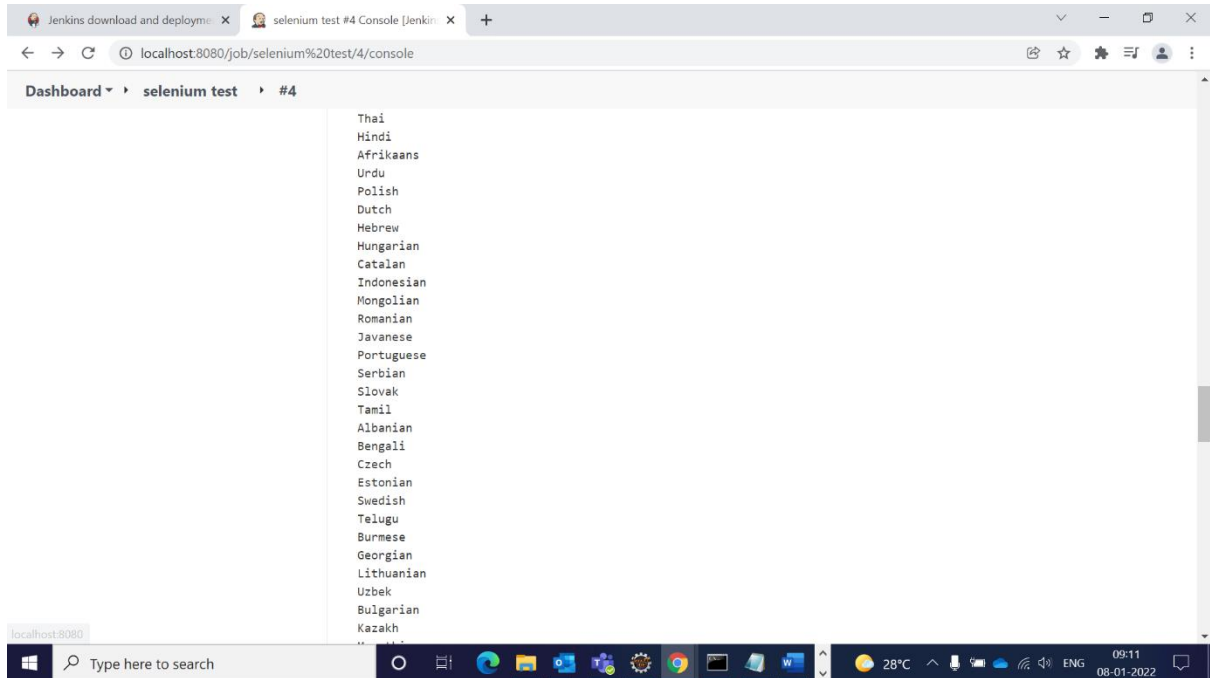 Jenkins download and deployme
selenium test #4 Console [Jenkin
localhost:8080/job/selenium%20test/4/console
Dashboard
selenium test
#4
Thai
Hindi
Afrikaans
Urdu
Polish
Dutch
Hebrew
Hungarian
Catalan
Indonesian
Mongolian
Romanian
Javanese
Portuguese
Serbian
Slovak
Tamil
Albanian
Bengali
Czech
Estonian
Swedish
Telugu
Burmese
Georgian
Lithuanian
Uzbek
Bulgarian
Kazakh
localhost:8080
Type here to search
28°C
ENG
09:11
08-01-2022